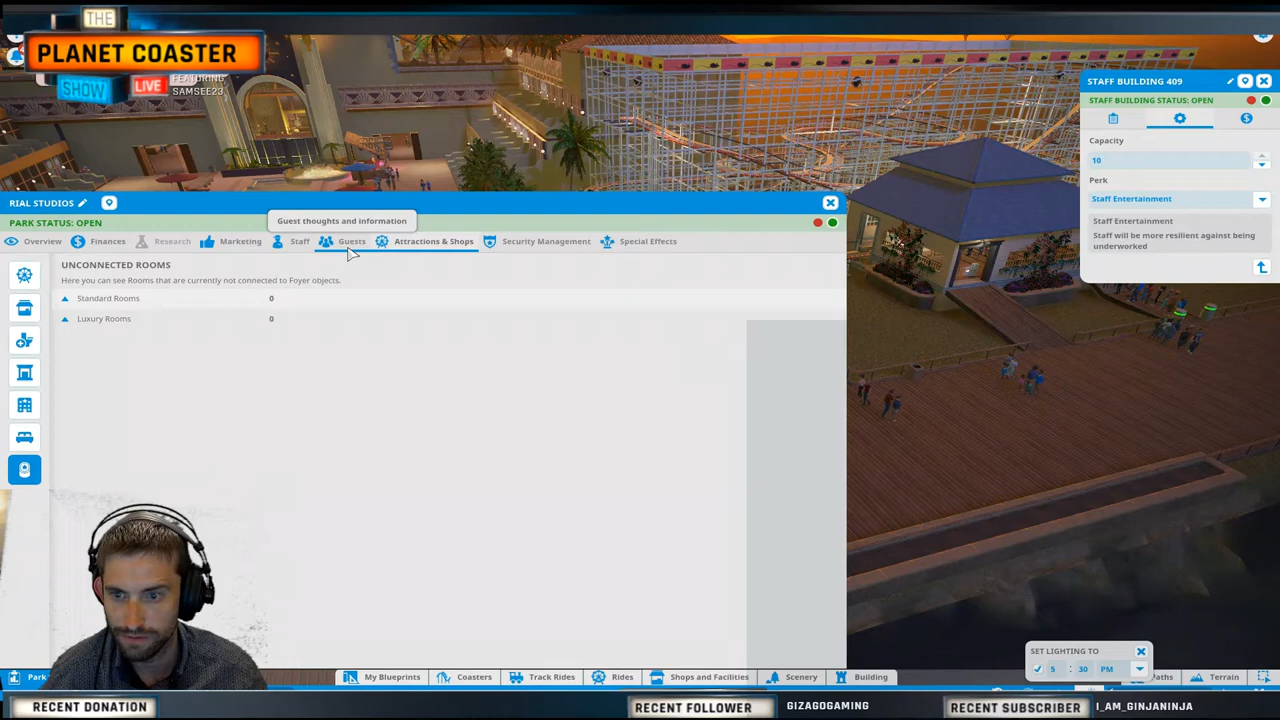 THE
PLANET COASTER
SHOW
LIVE
FEATURING
SAMSEE23
STAFF BUILDING 409
STAFF BUILDING STATUS: OPEN
Capacity
10
Perk
Staff Entertainment
Staff Entertainment
Staff will be more resilient against being
underworked
RIAL STUDIOS
PARK STATUS: OPEN
Guest thoughts and information
Overview
Finances
Research
Marketing
Staff
Guests
Attractions & Shops
Security Management
Special Effects
UNCONNECTED ROOMS
Here you can see Rooms that are currently not connected to Foyer objects.
Standard Rooms 0
Luxury Rooms 0
SET LIGHTING TO
5 : 30 PM
Park
My Blueprints
Coasters
Track Rides
Rides
Shops and Facilities
Scenery
Building
Paths
Terrain
RECENT DONATION
RECENT FOLLOWER
GIZAGOGAMING
RECENT SUBSCRIBER
I_AM_GINJANINJA